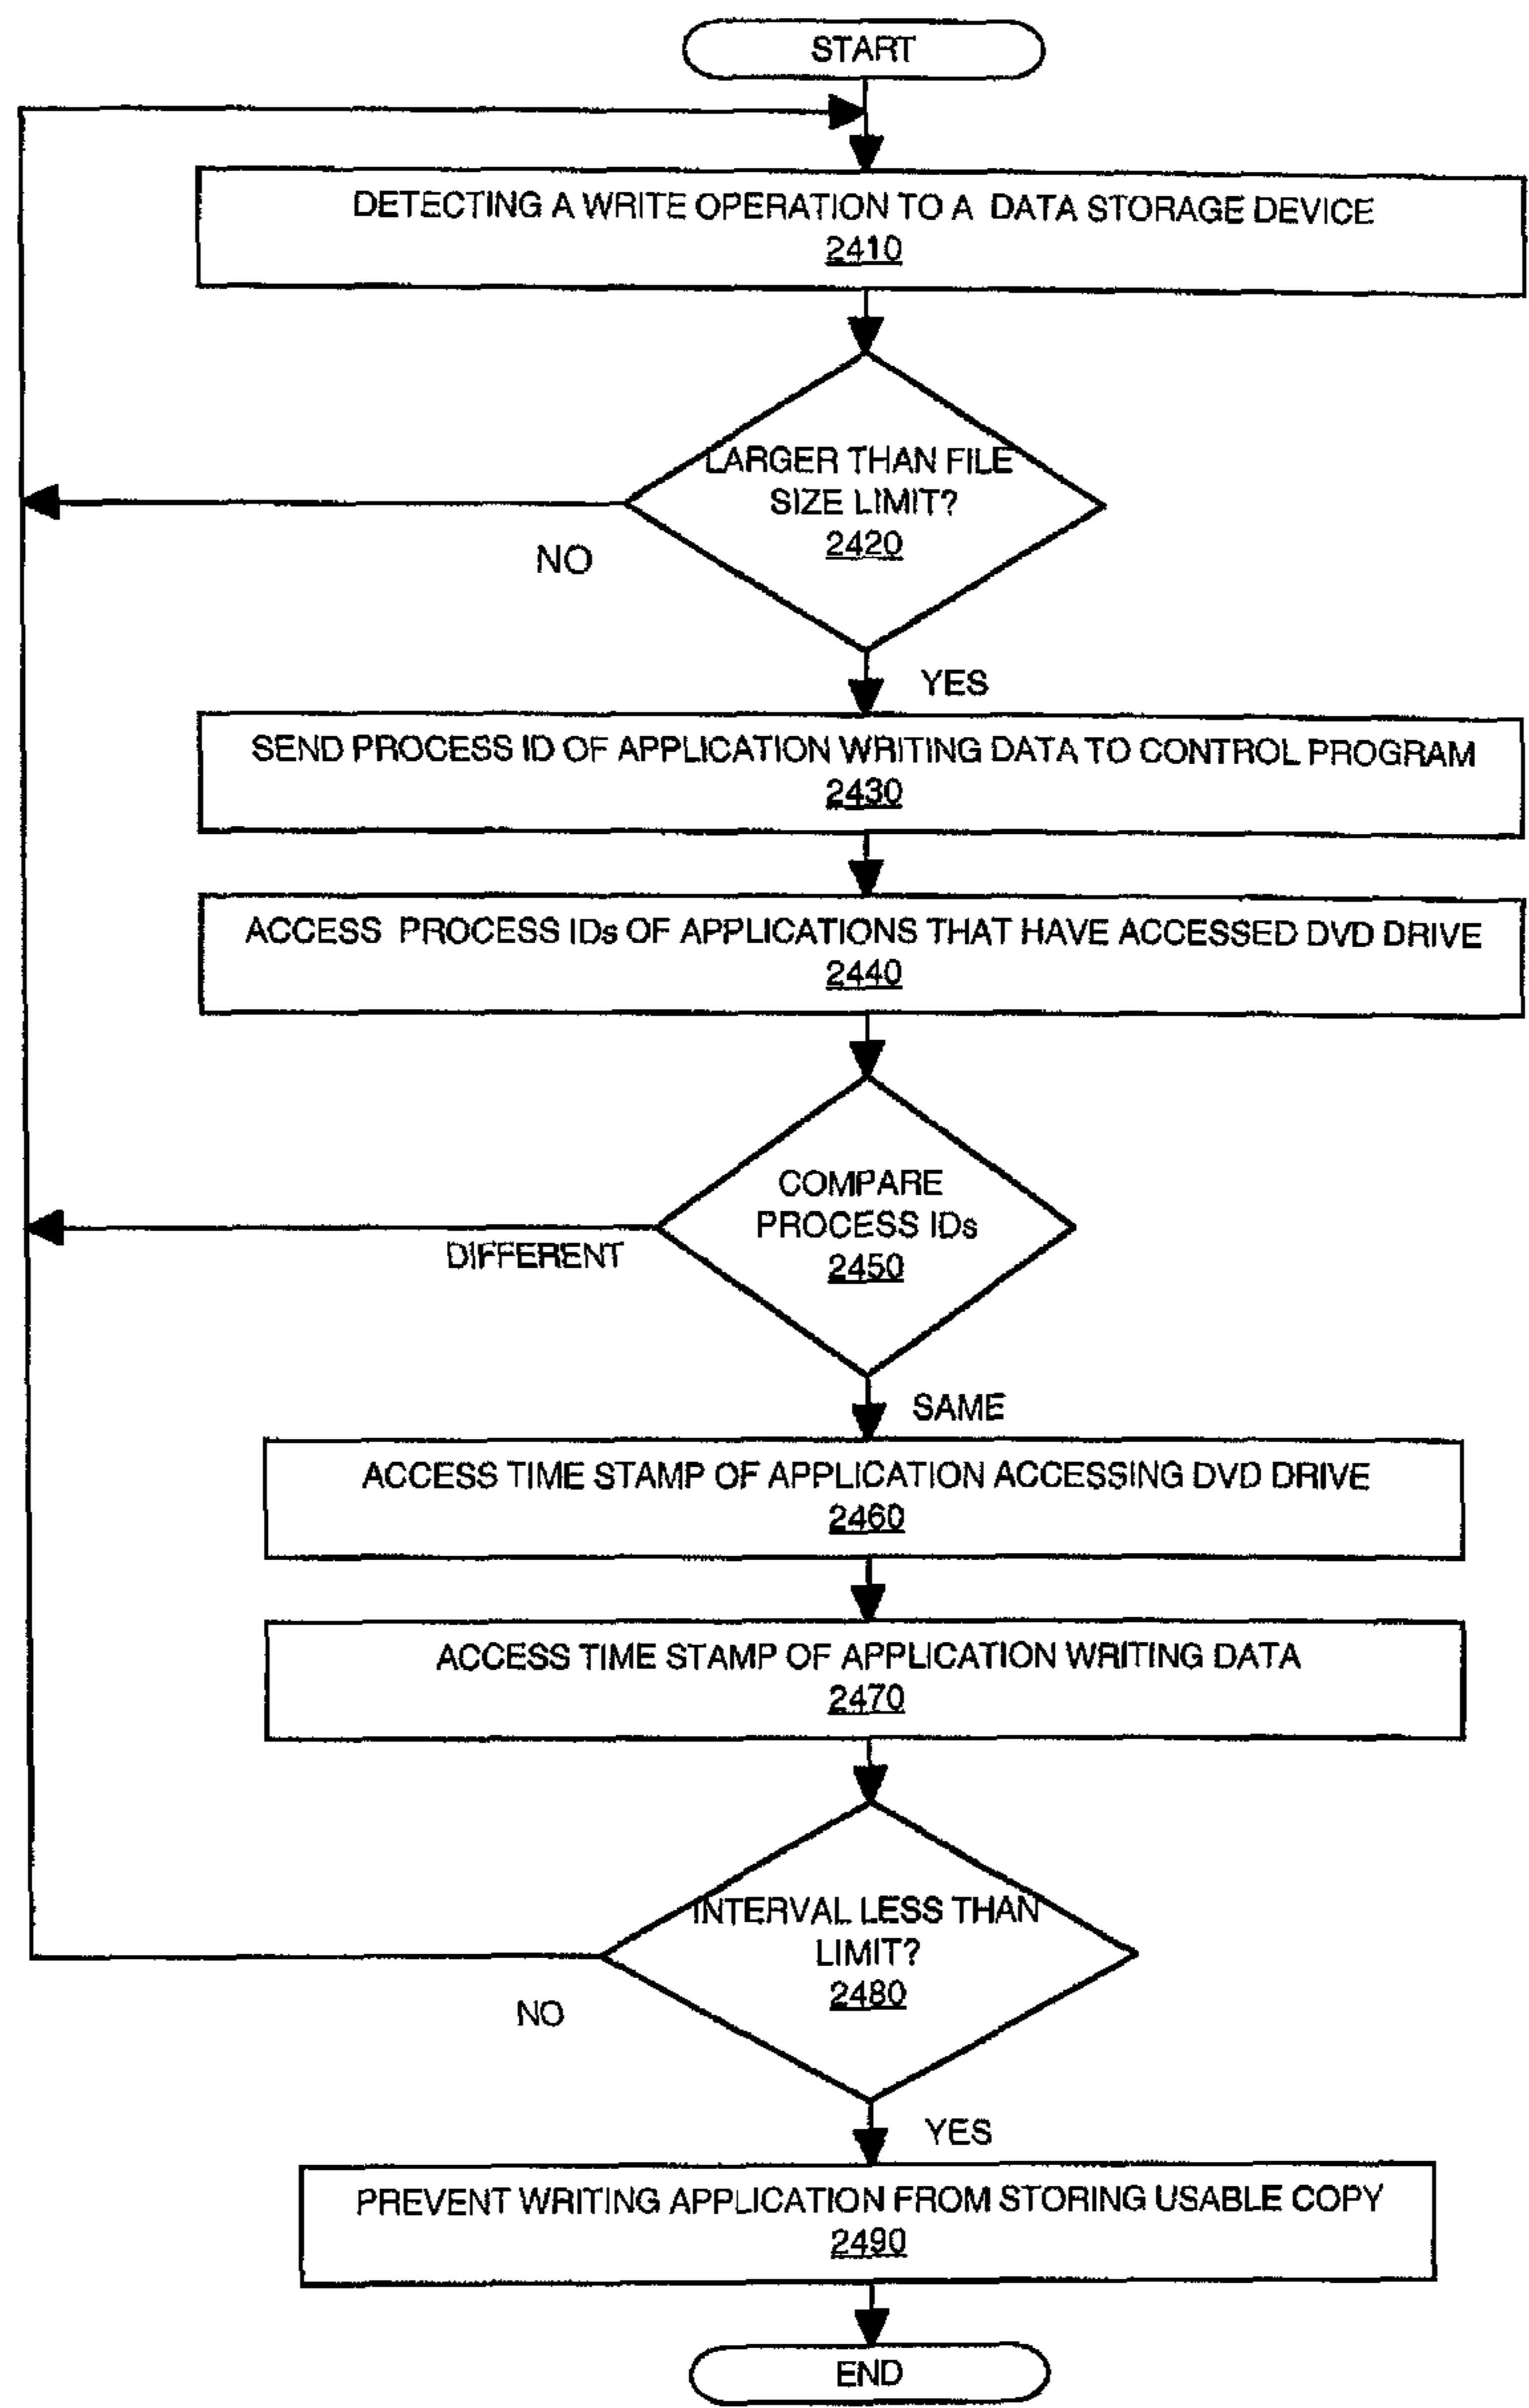 START
DETECTING A WRITE OPERATION TO A DATA STORAGE DEVICE
2410
LARGER THAN FILE
SIZE LIMIT?
2420
NO
YES
SEND PROCESS ID OF APPLICATION WRITING DATA TO CONTROL PROGRAM
2430
ACCESS PROCESS IDs OF APPLICATIONS THAT HAVE ACCESSED DVD DRIVE
2440
COMPARE
PROCESS IDs
2450
DIFFERENT
SAME
ACCESS TIME STAMP OF APPLICATION ACCESSING DVD DRIVE
2460
ACCESS TIME STAMP OF APPLICATION WRITING DATA
2470
INTERVAL LESS THAN
LIMIT?
2480
NO
YES
PREVENT WRITING APPLICATION FROM STORING USABLE COPY
2490
END